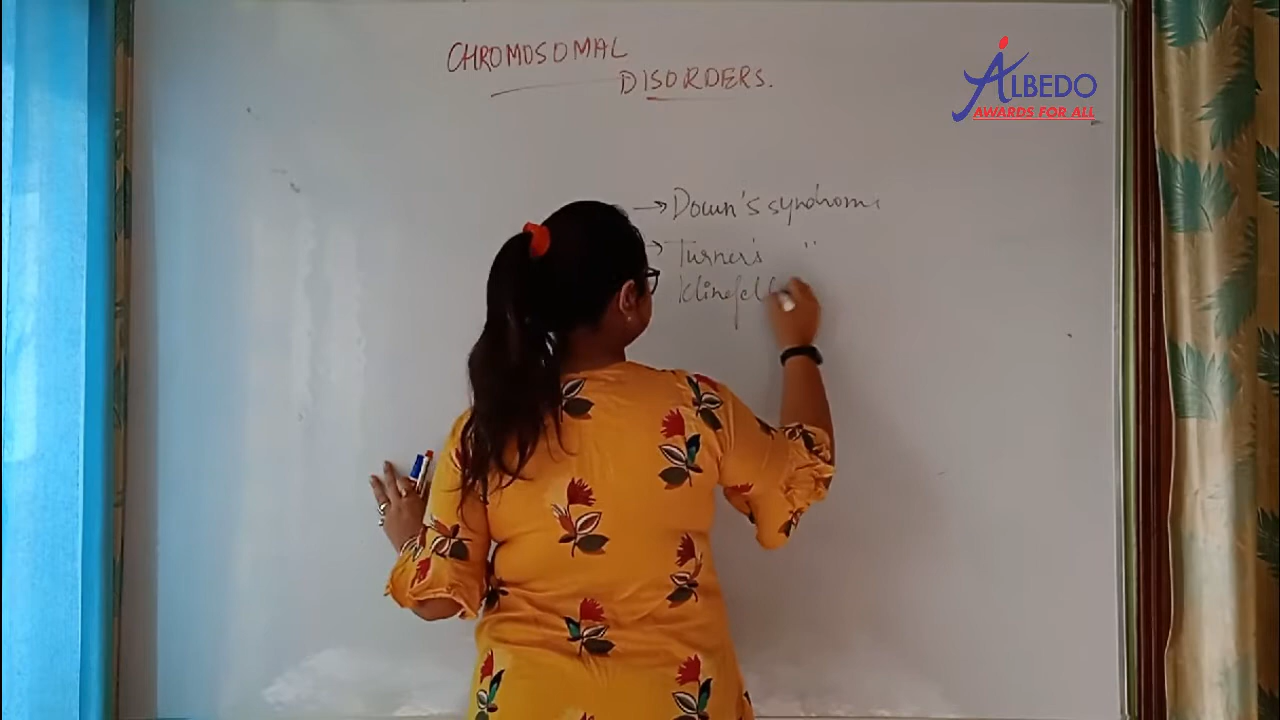 CHROMOSOMAL
DISORDERS.
ALBEDO
AWARDS FOR ALL
→ Down's syndrome
→ Turner's "
Klinefel